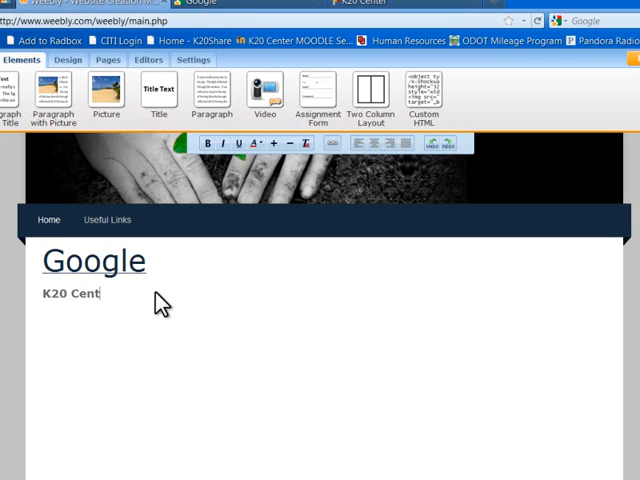 Weebly - Website Creation M...
Google
K20 Center
http://www.weebly.com/weebly/main.php
Google
Add to Radbox
CITI Login
Home - K20Share
K20 Center MOODLE Se...
Human Resources
ODOT Mileage Program
Pandora Radio
Elements
Design
Pages
Editors
Settings
Text
Title Text
Paragraph with Picture
Picture
Title
Paragraph
Video
Assignment Form
Two Column Layout
Custom HTML
B I U A + - T
UNDO REDO
Home
Useful Links
Google
K20 Cent